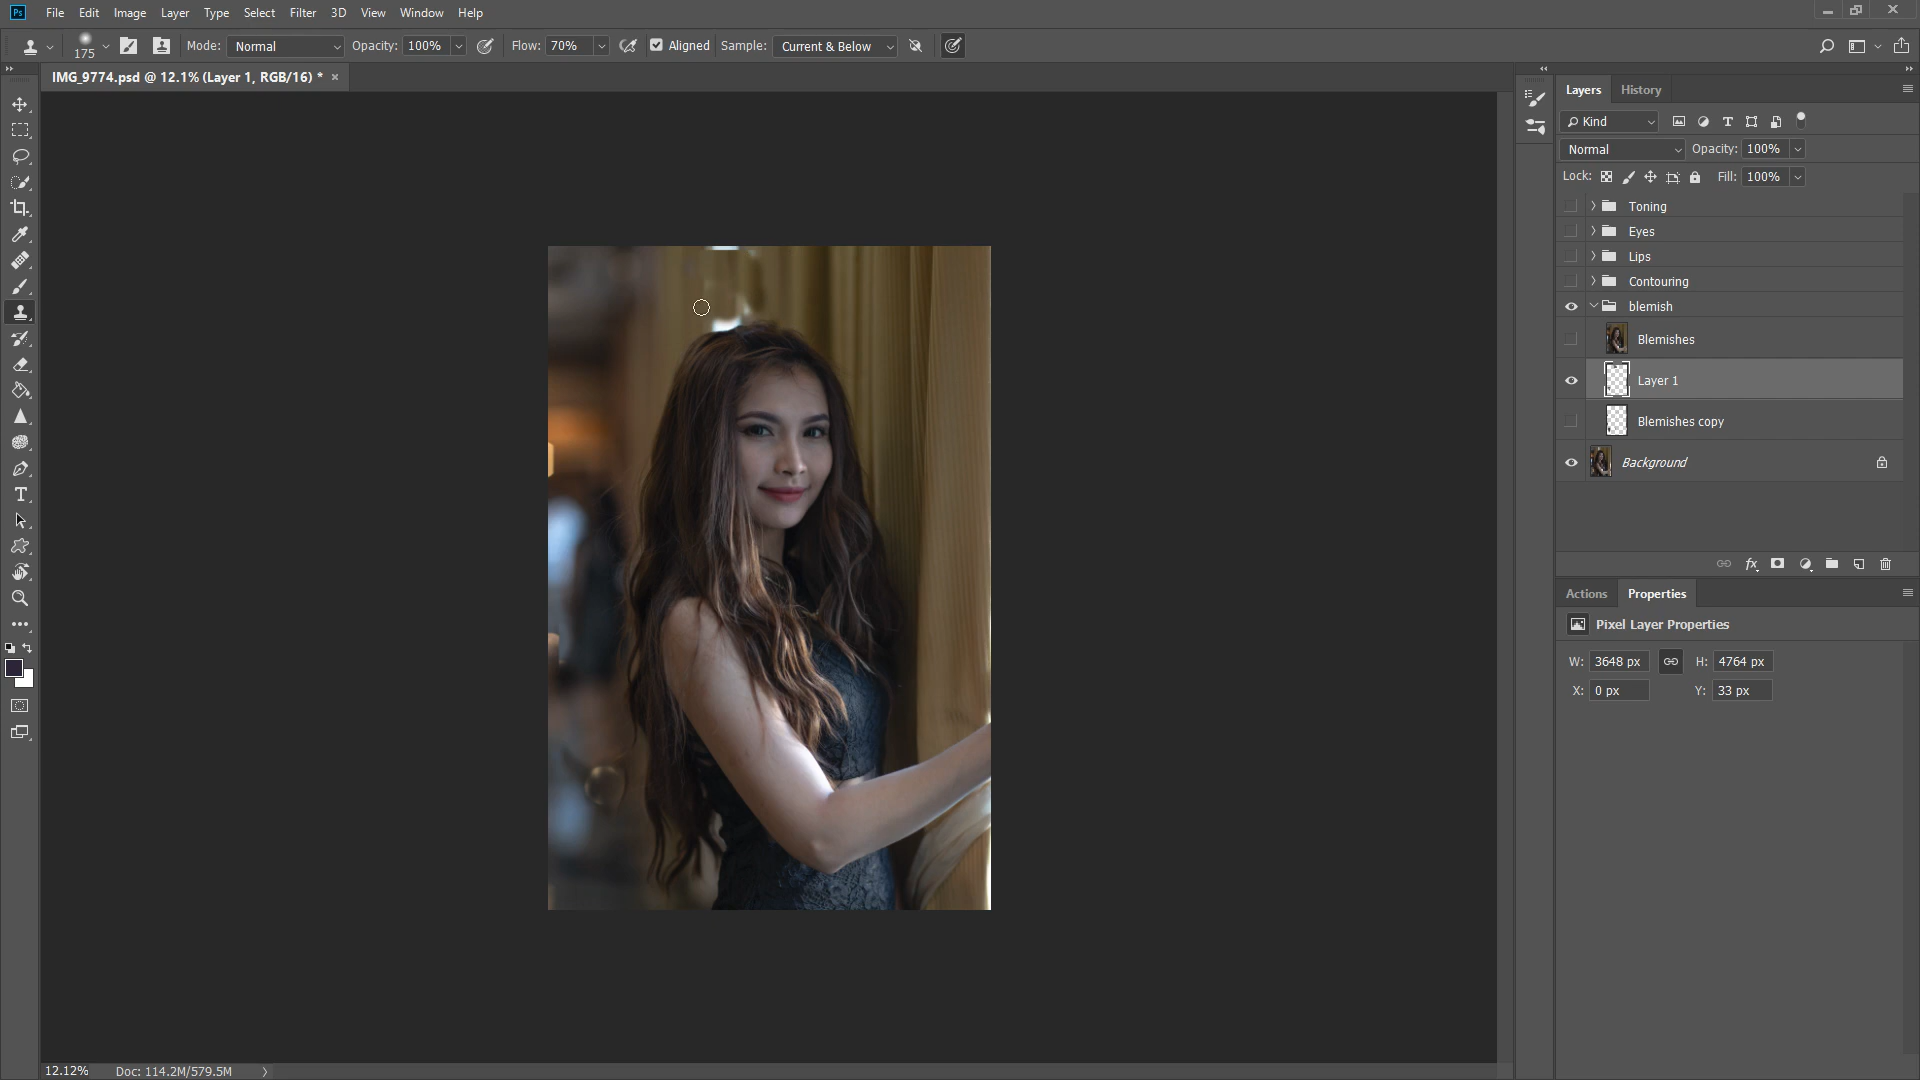 Ps File Edit Image Layer Type Select Filter 3D View Window Help
175 Mode: Normal Opacity: 100% Flow: 70% Aligned Sample: Current & Below
IMG_9774.psd @ 12.1% (Layer 1, RGB/16) * ×
Layers History
Kind
Normal Opacity: 100%
Lock: Fill: 100%
Toning
Eyes
Lips
Contouring
blemish
Blemishes
Layer 1
Blemishes copy
Background
fx
Actions Properties
Pixel Layer Properties
W: 3648 px H: 4764 px
X: 0 px Y: 33 px
12.12% Doc: 114.2M/579.5M